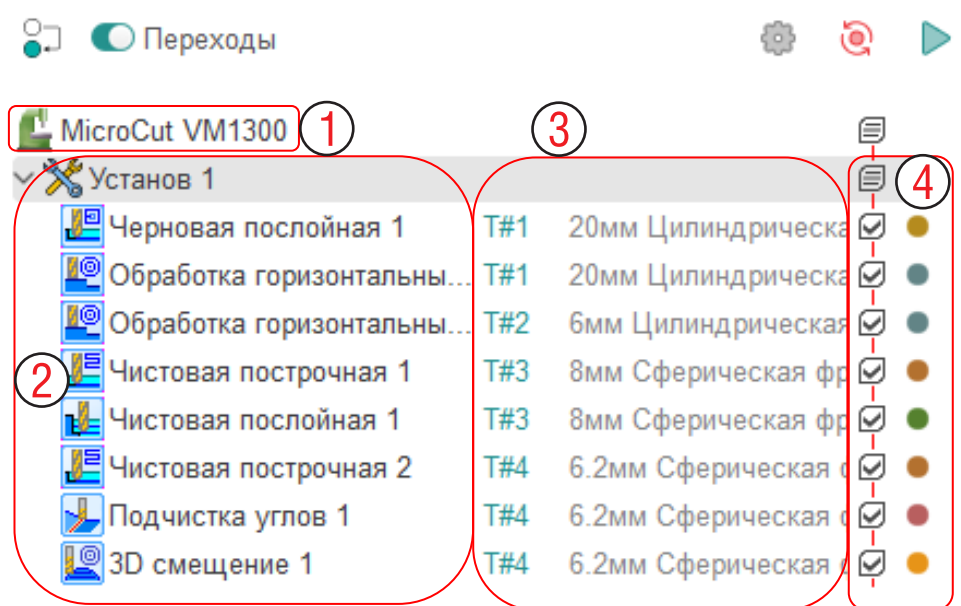 Переходы
MicroCut VM1300 1 3
Установ 1 4
Черновая послойная 1 T#1 20мм Цилиндрическа
Обработка горизонтальны... T#1 20мм Цилиндрическа
Обработка горизонтальны... T#2 6мм Цилиндрическая
2 Чистовая построчная 1 T#3 8мм Сферическая фр
Чистовая послойная 1 T#3 8мм Сферическая фр
Чистовая построчная 2 T#4 6.2мм Сферическая
Подчистка углов 1 T#4 6.2мм Сферическая
3D смещение 1 T#4 6.2мм Сферическая